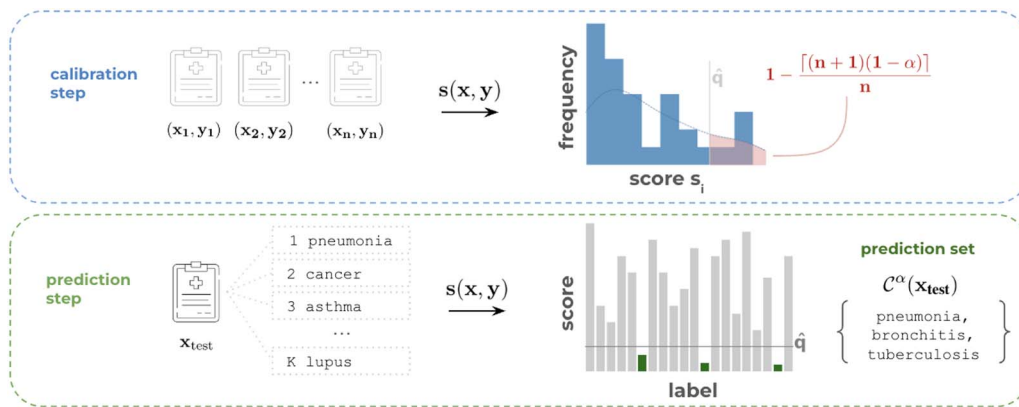 calibration
step
...
(x₁, y₁) (x₂, y₂) (xₙ, yₙ)
s(x, y)
frequency
q̂
score sᵢ
1 − ⌈(n + 1)(1 − α)⌉ / n
prediction
step
x_test
1 pneumonia
2 cancer
3 asthma
...
K lupus
s(x, y)
score
q̂
label
prediction set
𝒞^α(x_test)
{ pneumonia,
bronchitis,
tuberculosis }